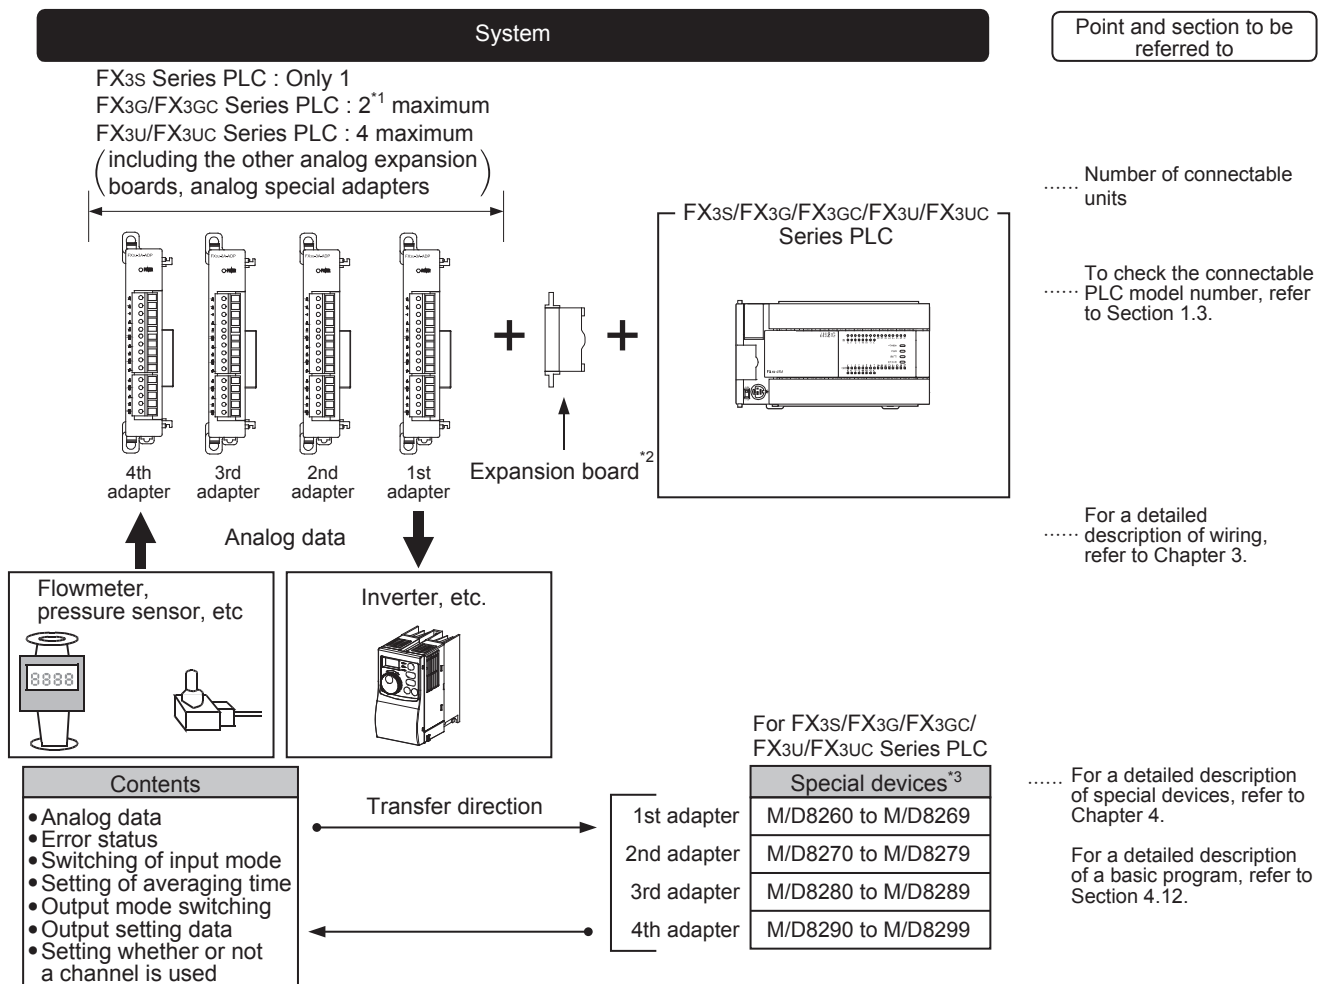 System
Point and section to be
referred to
FX3S Series PLC : Only 1
FX3G/FX3GC Series PLC : 2*1 maximum
FX3U/FX3UC Series PLC : 4 maximum
(including the other analog expansion
boards, analog special adapters)
...... Number of connectable
units
FX3S/FX3G/FX3GC/FX3U/FX3UC
Series PLC
...... To check the connectable
PLC model number, refer
to Section 1.3.
+
+
4th
adapter
3rd
adapter
2nd
adapter
1st
adapter
Expansion board*2
Analog data
...... For a detailed
description of wiring,
refer to Chapter 3.
Flowmeter,
pressure sensor, etc
8888
Inverter, etc.
For FX3S/FX3G/FX3GC/
FX3U/FX3UC Series PLC
Contents
• Analog data
• Error status
• Switching of input mode
• Setting of averaging time
• Output mode switching
• Output setting data
• Setting whether or not
a channel is used
Transfer direction
Special devices*3
1st adapter M/D8260 to M/D8269
2nd adapter M/D8270 to M/D8279
3rd adapter M/D8280 to M/D8289
4th adapter M/D8290 to M/D8299
...... For a detailed description
of special devices, refer to
Chapter 4.
For a detailed description
of a basic program, refer to
Section 4.12.